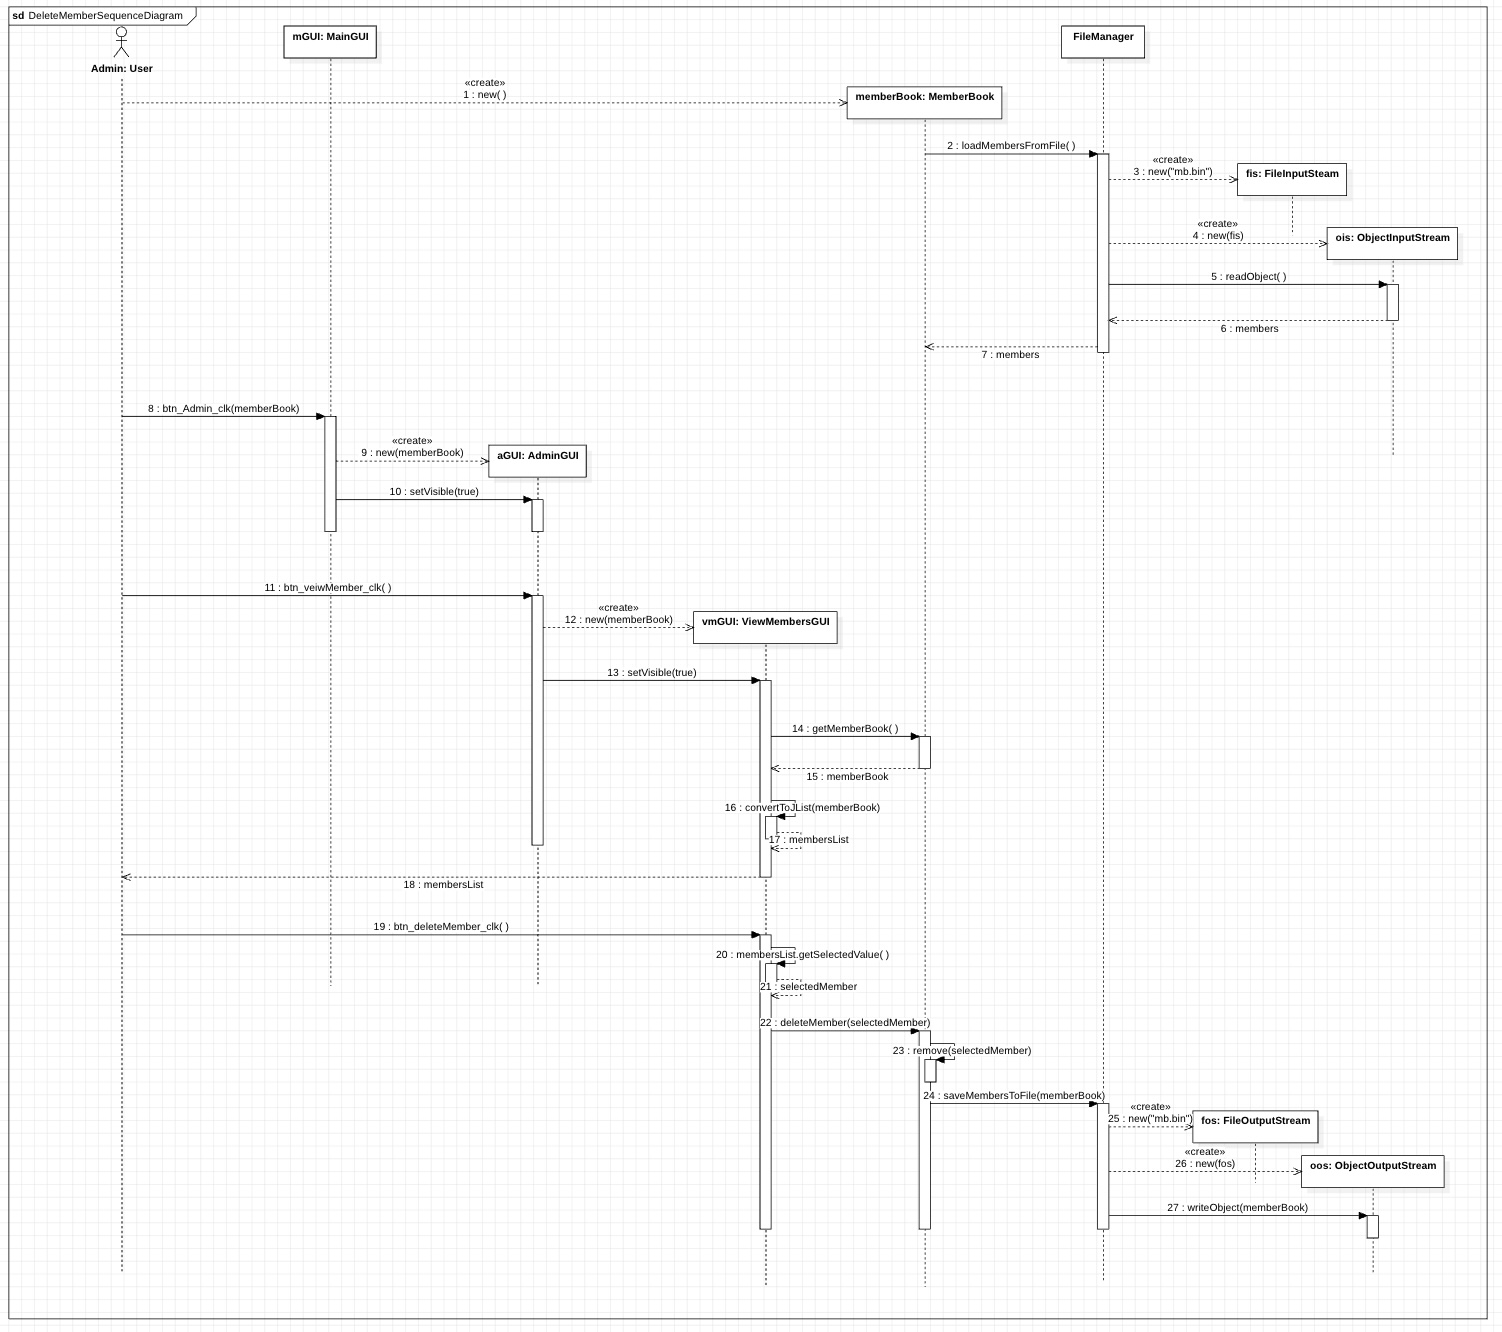 sd DeleteMemberSequenceDiagram
Admin: User
mGUI: MainGUI
FileManager
«create»
1 : new( )
memberBook: MemberBook
2 : loadMembersFromFile( )
«create»
3 : new("mb.bin")
fis: FileInputSteam
«create»
4 : new(fis)
ois: ObjectInputStream
5 : readObject( )
6 : members
7 : members
8 : btn_Admin_clk(memberBook)
«create»
9 : new(memberBook)
aGUI: AdminGUI
10 : setVisible(true)
11 : btn_veiwMember_clk( )
«create»
12 : new(memberBook)
vmGUI: ViewMembersGUI
13 : setVisible(true)
14 : getMemberBook( )
15 : memberBook
16 : convertToJList(memberBook)
17 : membersList
18 : membersList
19 : btn_deleteMember_clk( )
20 : membersList.getSelectedValue( )
21 : selectedMember
22 : deleteMember(selectedMember)
23 : remove(selectedMember)
24 : saveMembersToFile(memberBook)
«create»
25 : new("mb.bin")
fos: FileOutputStream
«create»
26 : new(fos)
oos: ObjectOutputStream
27 : writeObject(memberBook)